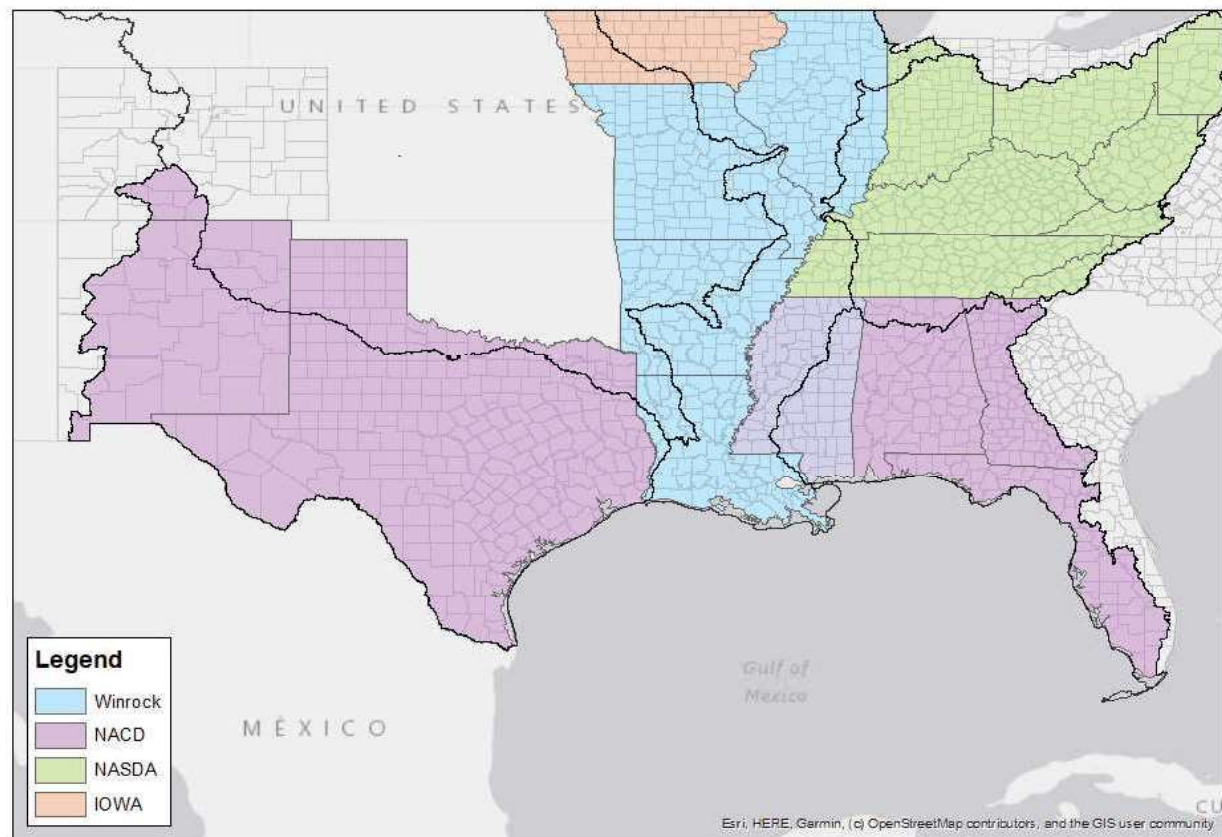 UNITED STATES
Gulf of
Mexico
MÉXICO
Legend
Winrock
NACD
NASDA
IOWA
CU
Esri, HERE, Garmin, (c) OpenStreetMap contributors, and the GIS user community